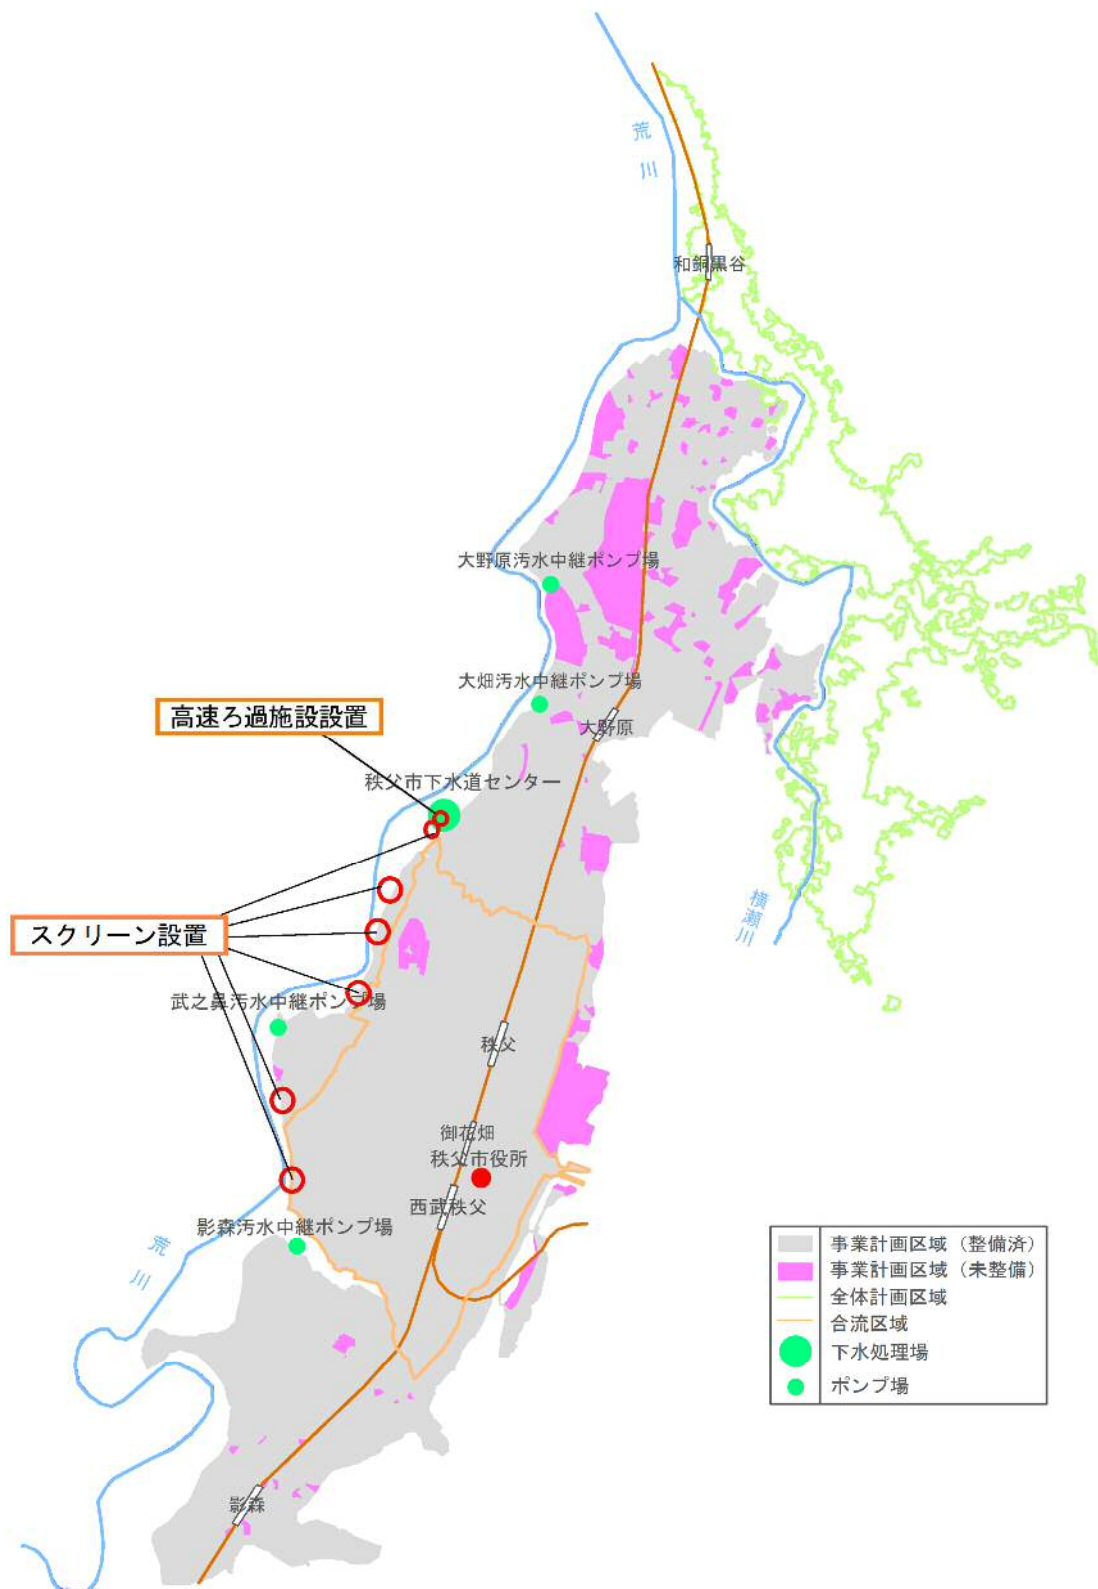 荒川
和銅黒谷
大野原汚水中継ポンプ場
大畑汚水中継ポンプ場
高速ろ過施設設置
大野原
秩父市下水道センター
横瀬川
スクリーン設置
武之鼻汚水中継ポンプ場
秩父
御花畑
秩父市役所
西武秩父
影森汚水中継ポンプ場
荒川
影森
事業計画区域（整備済）
事業計画区域（未整備）
全体計画区域
合流区域
下水処理場
ポンプ場